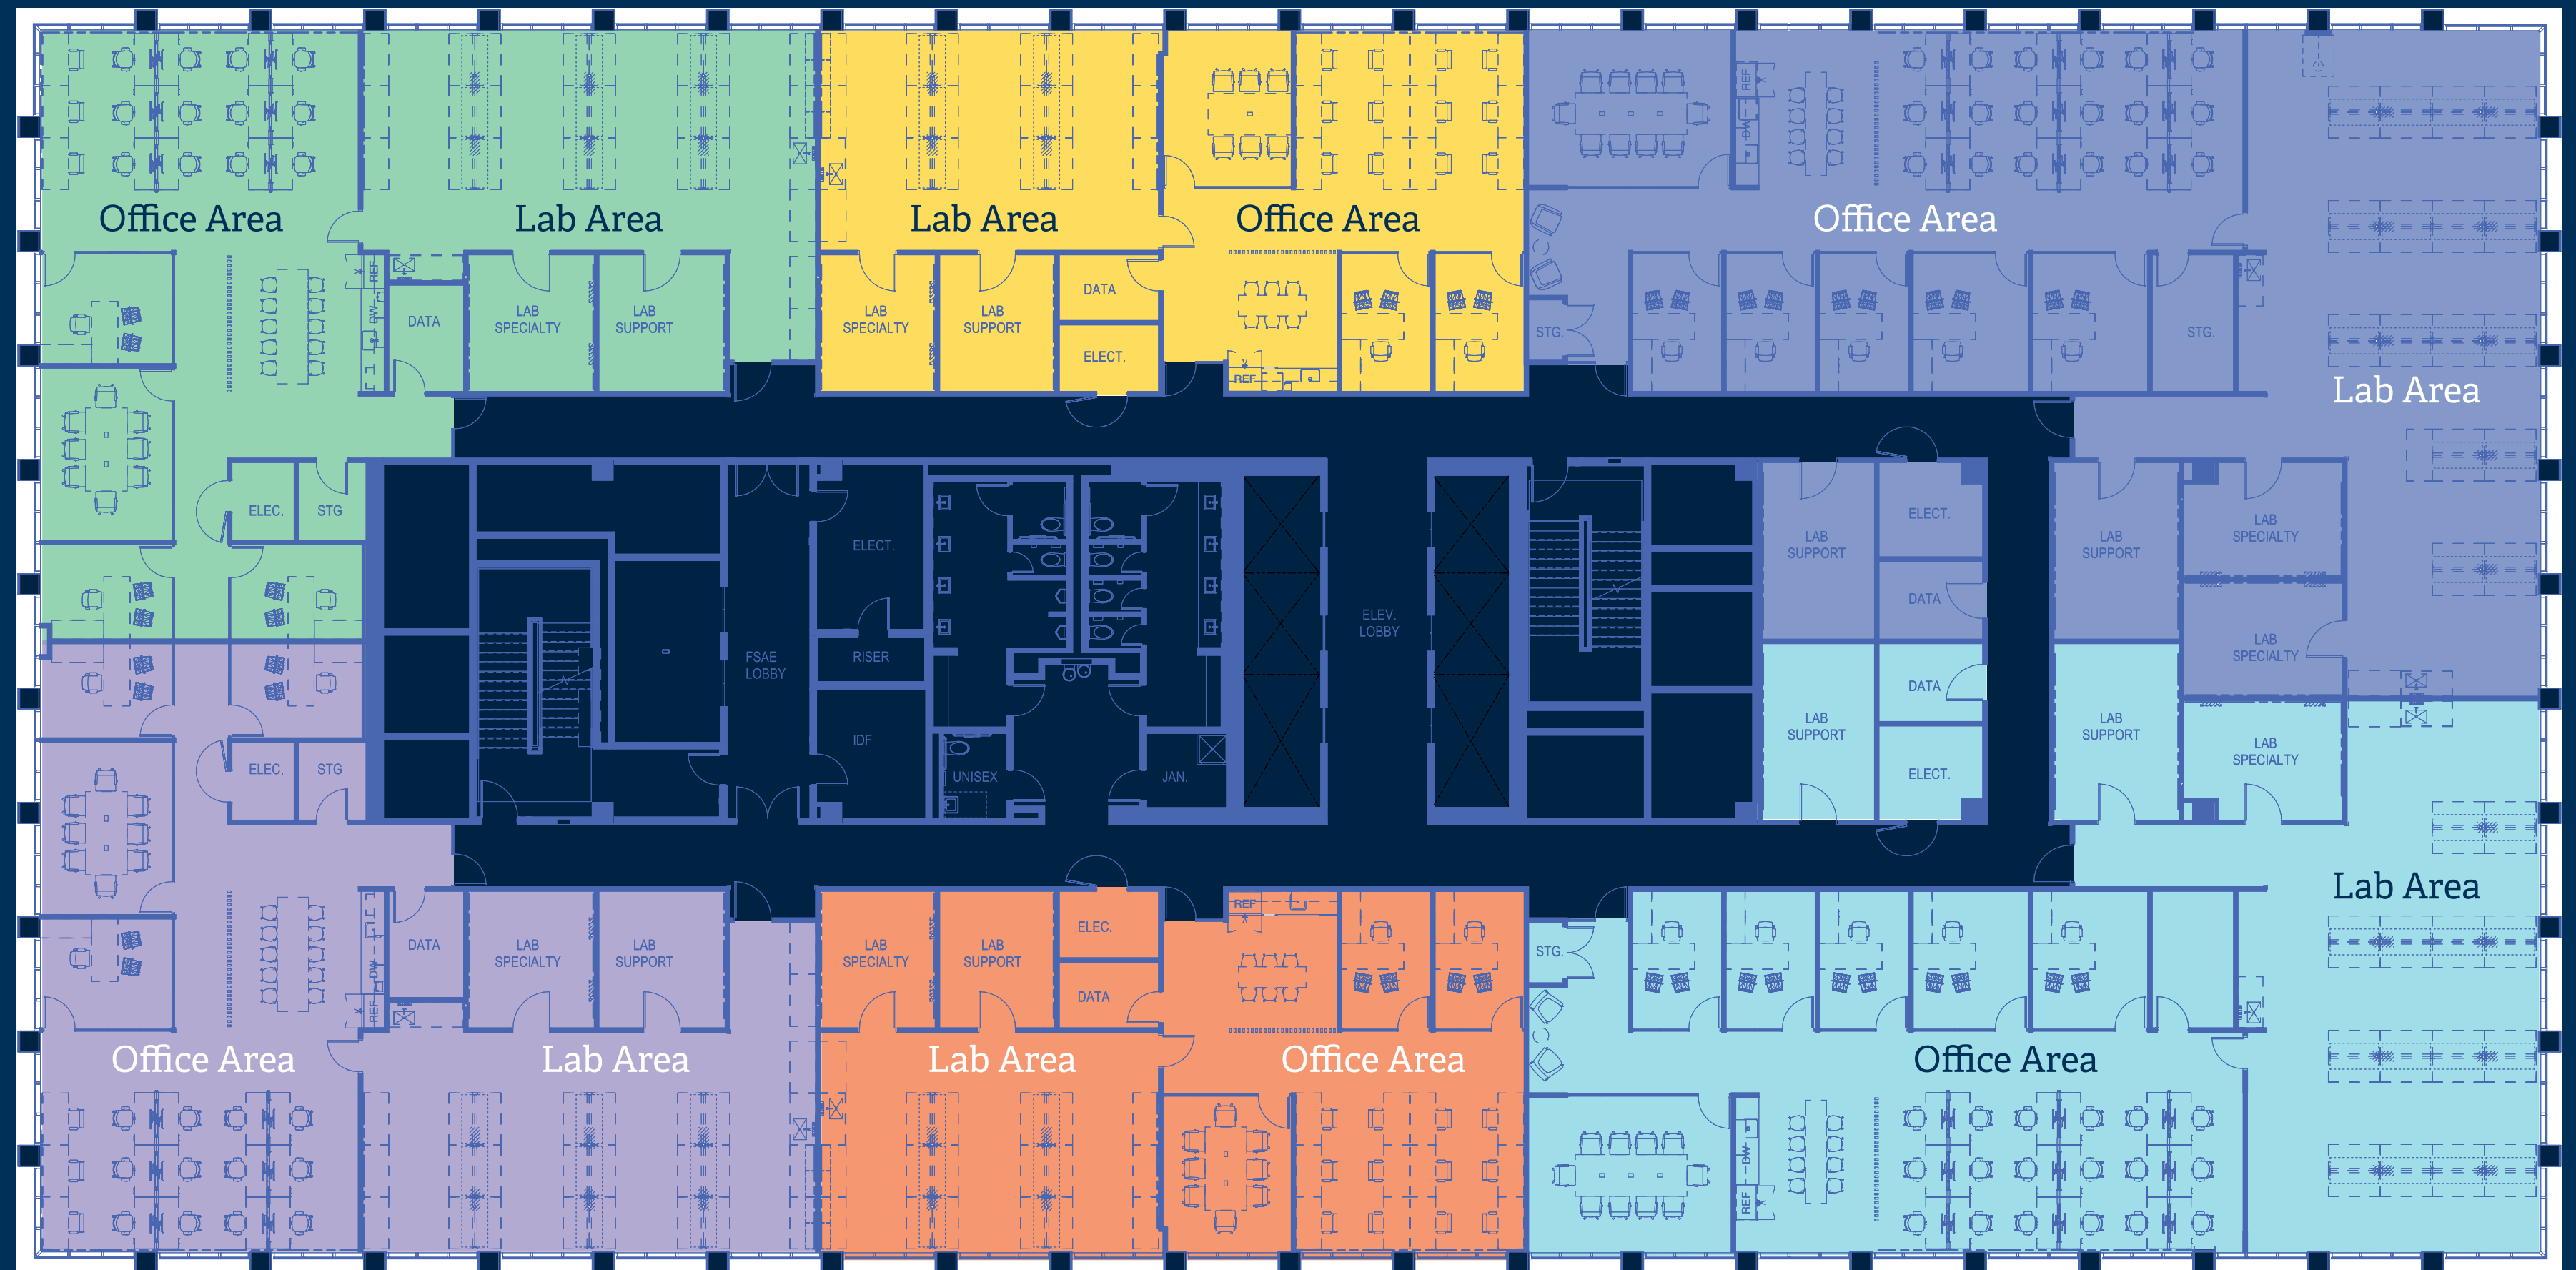 REF
DW
Office Area
Lab Area
Lab Area
Office Area
Office Area
REF
DW
DATA
LAB
SPECIALTY
LAB
SUPPORT
LAB
SPECIALTY
LAB
SUPPORT
DATA
ELECT.
REF
STG.
STG.
Lab Area
ELEC.
STG
ELECT.
LAB
SUPPORT
ELECT.
LAB
SUPPORT
LAB
SPECIALTY
DATA
ELEV.
LOBBY
FSAE
LOBBY
RISER
LAB
SPECIALTY
DATA
LAB
SUPPORT
LAB
SUPPORT
LAB
SPECIALTY
ELEC.
STG
IDF
UNISEX
JAN.
ELECT.
Lab Area
REF
DATA
LAB
SPECIALTY
LAB
SUPPORT
LAB
SPECIALTY
LAB
SUPPORT
ELEC.
DATA
STG.
DW
REF
Office Area
Lab Area
Lab Area
Office Area
Office Area
DW
REF